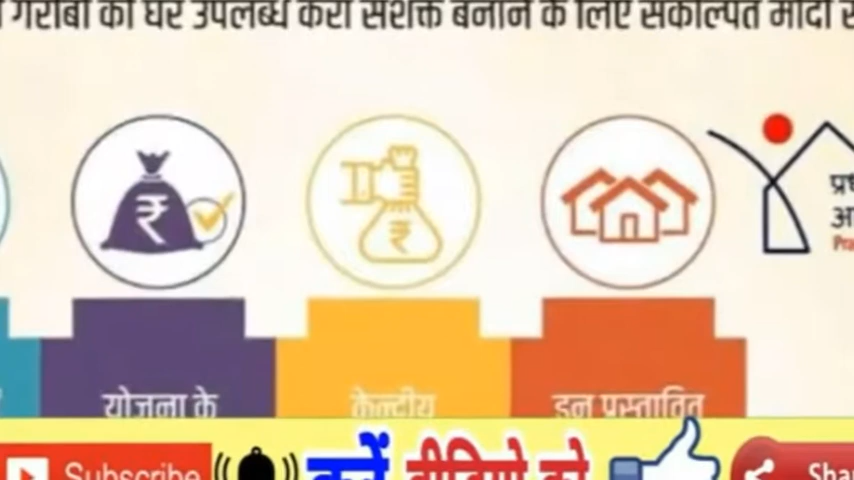 गरीबों को घर उपलब्ध करा सशक्त बनाने के लिए संकल्पित मोदी
₹
₹
योजना के
केन्द्रीय
इन प्रस्तावित
Subscribe
करें वीडियो को